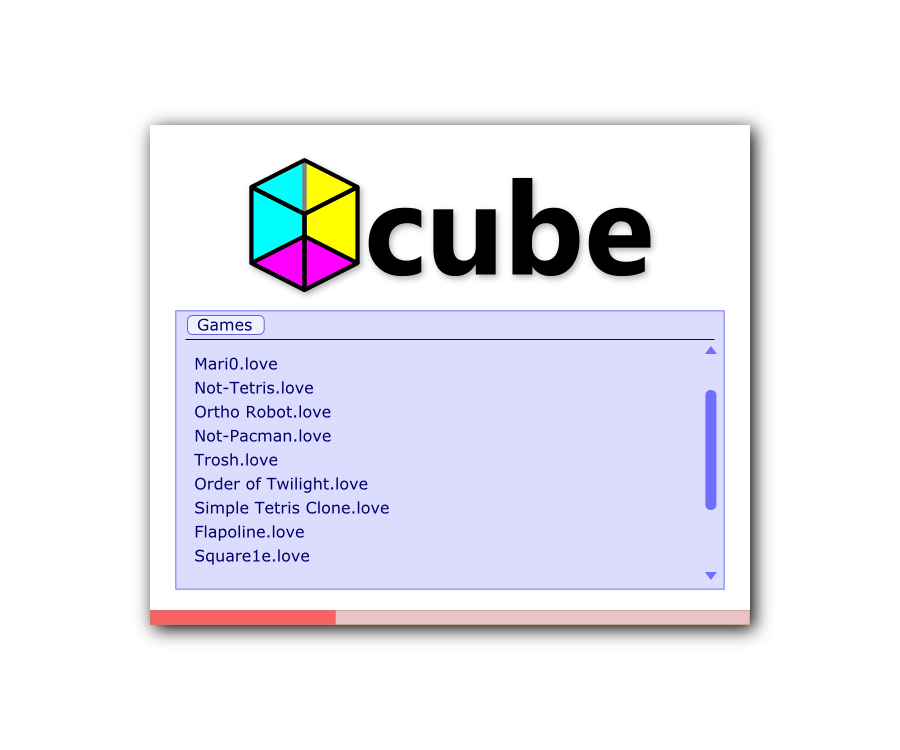 cube
Games
Mari0.love
Not-Tetris.love
Ortho Robot.love
Not-Pacman.love
Trosh.love
Order of Twilight.love
Simple Tetris Clone.love
Flapoline.love
Square1e.love